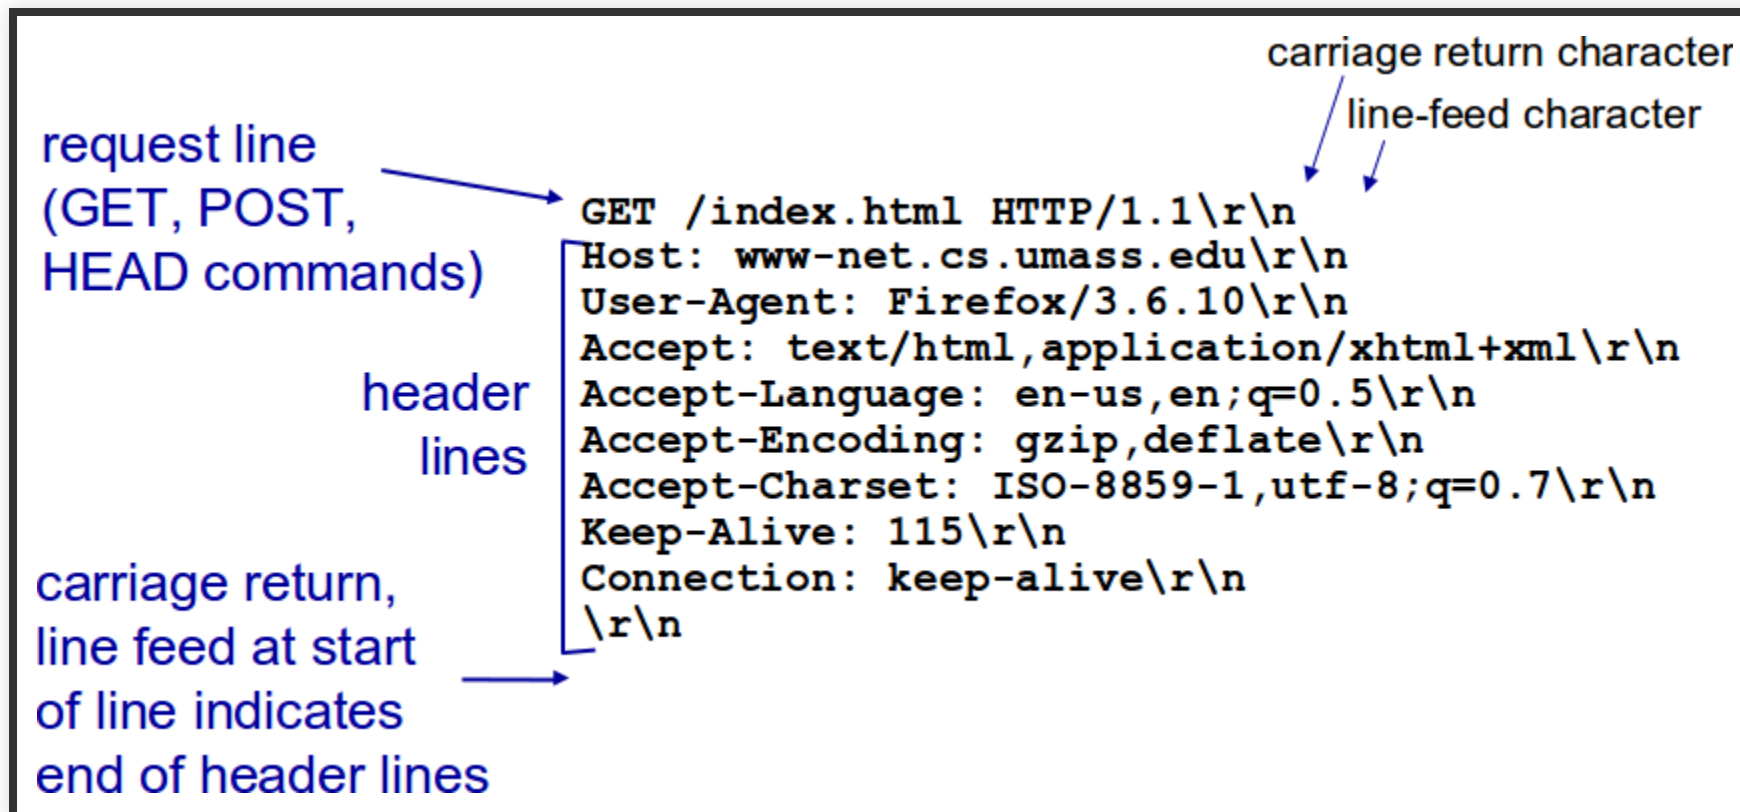 carriage return character
line-feed character
request line
(GET, POST,
HEAD commands)
GET /index.html HTTP/1.1\r\n
Host: www-net.cs.umass.edu\r\n
User-Agent: Firefox/3.6.10\r\n
Accept: text/html,application/xhtml+xml\r\n
Accept-Language: en-us,en;q=0.5\r\n
Accept-Encoding: gzip,deflate\r\n
Accept-Charset: ISO-8859-1,utf-8;q=0.7\r\n
Keep-Alive: 115\r\n
Connection: keep-alive\r\n
\r\n
header
lines
carriage return,
line feed at start
of line indicates
end of header lines